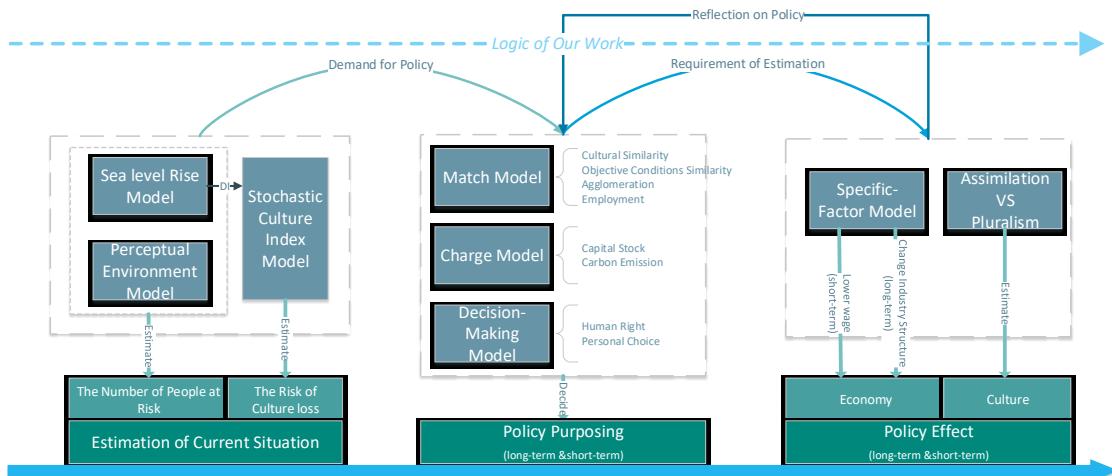 Reflection on Policy
Logic of Our Work
Demand for Policy
Requirement of Estimation
Sea level Rise
Model
DI
Stochastic
Culture
Index
Model
Perceptual
Environment
Model
Estimate
Estimate
The Number of People at
Risk
The Risk of
Culture loss
Estimation of Current Situation
Match Model
Cultural Similarity
Objective Conditions Similarity
Agglomeration
Employment
Charge Model
Capital Stock
Carbon Emission
Decision-
Making
Model
Human Right
Personal Choice
Decide
Policy Purposing
(long-term &short-term)
Specific-
Factor Model
Assimilation
VS
Pluralism
Lower wage
(short-term)
Change Industry Structure
(long-term)
Estimate
Economy
Culture
Policy Effect
(long-term &short-term)